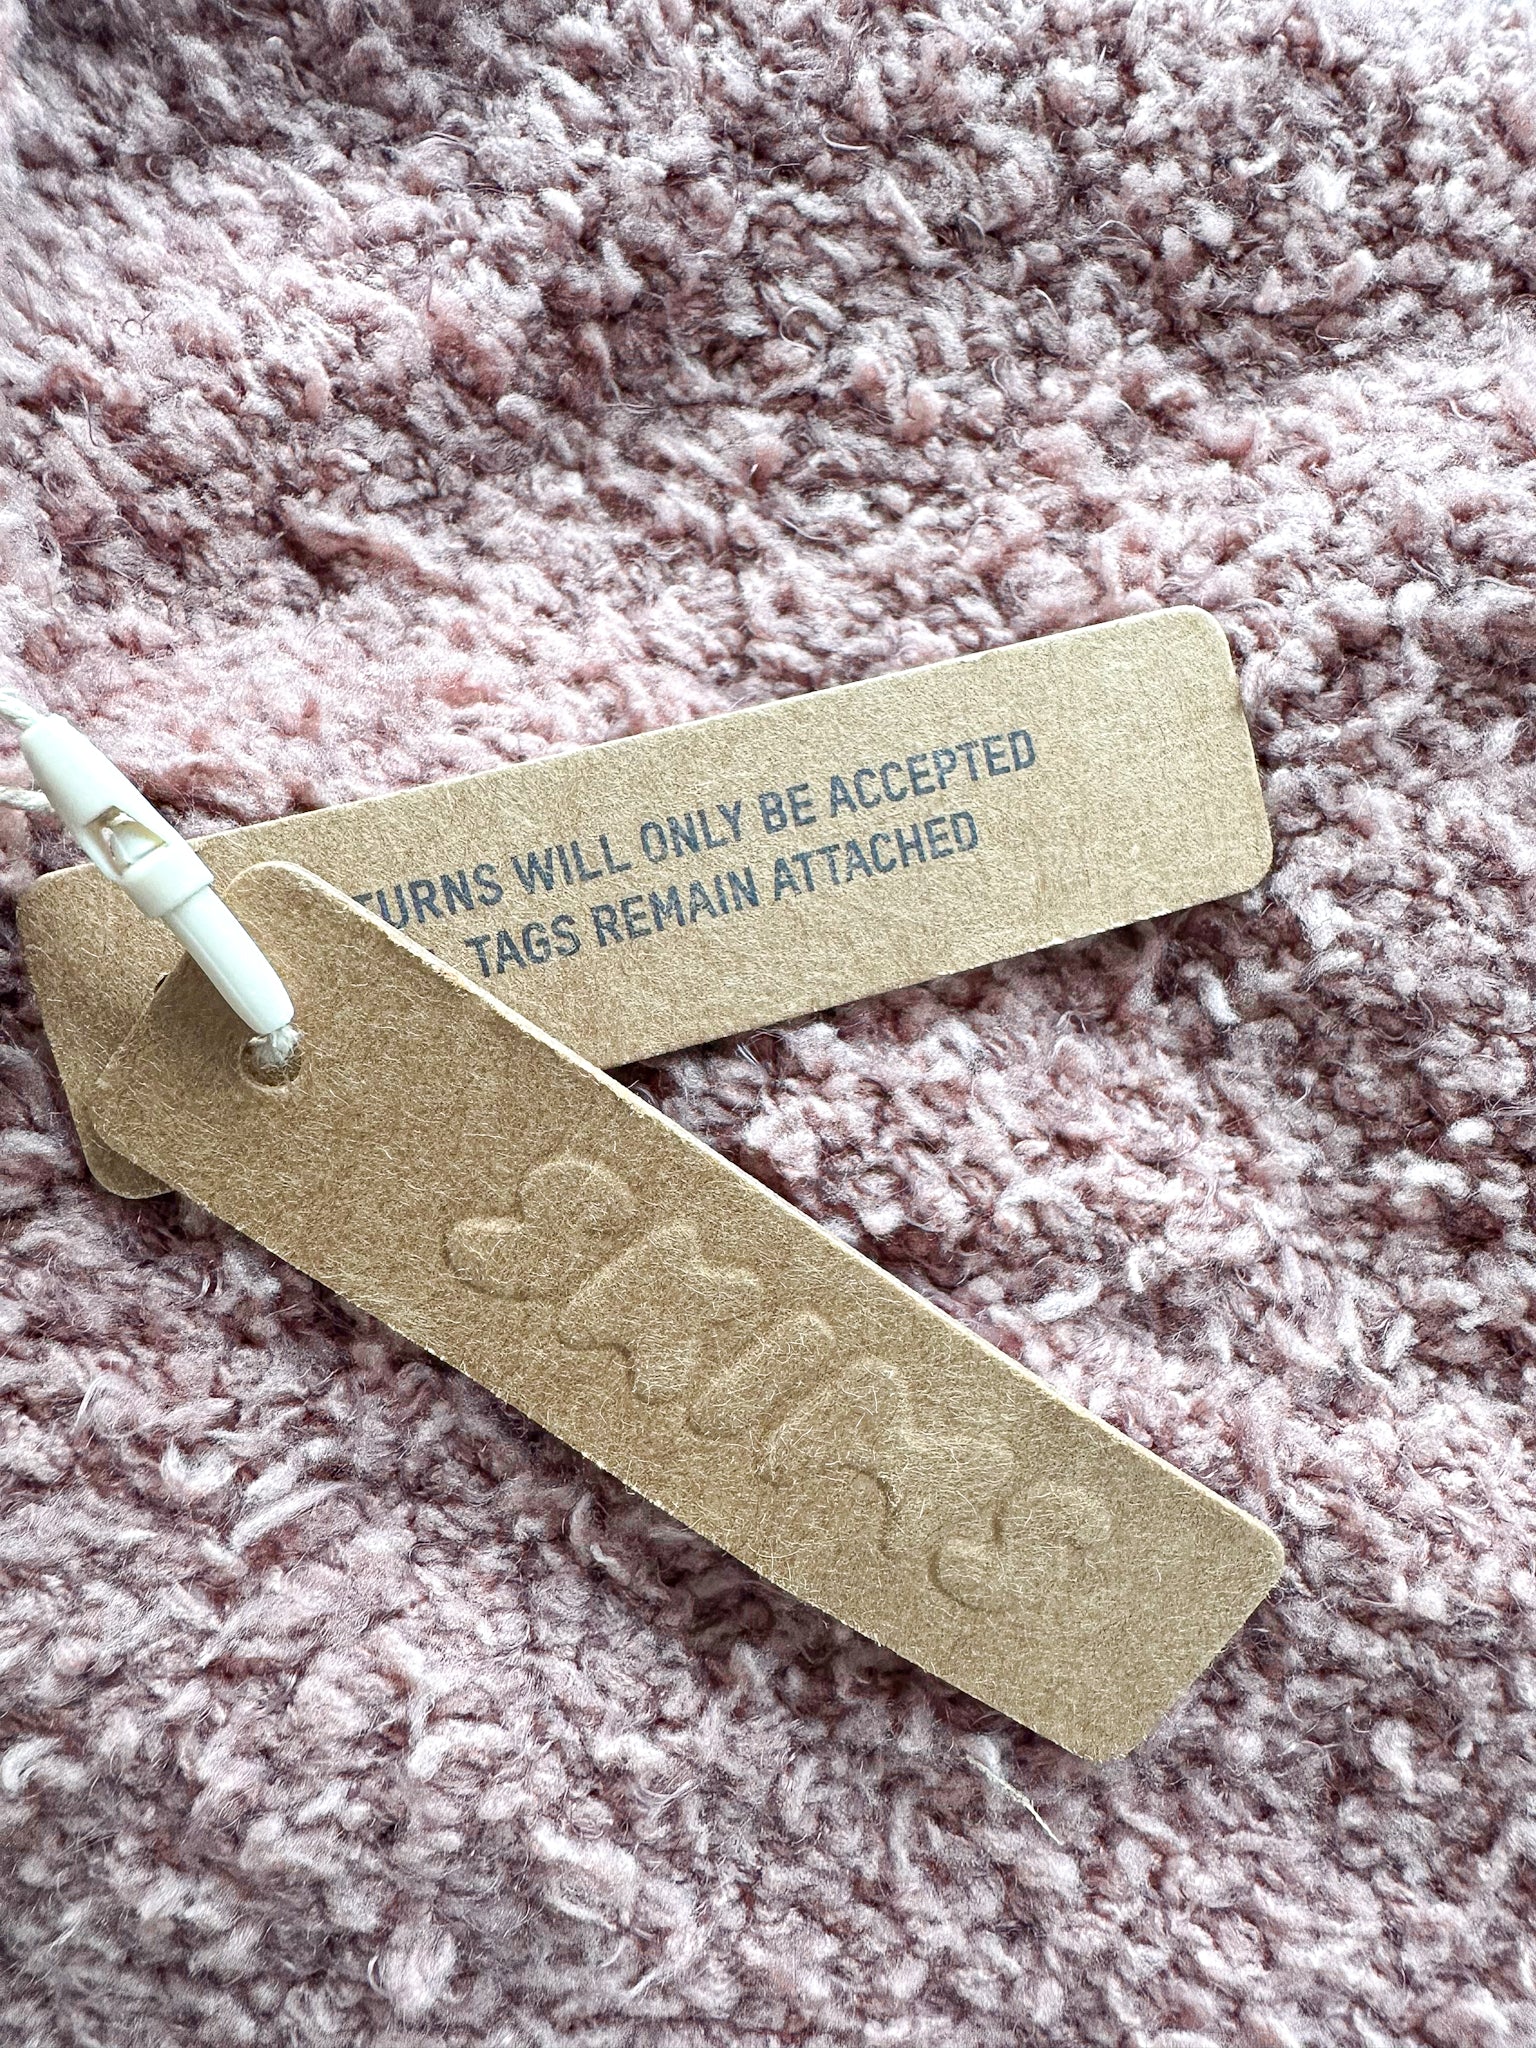 TURNS WILL ONLY BE ACCEPTED
TAGS REMAIN ATTACHED
SKIMS